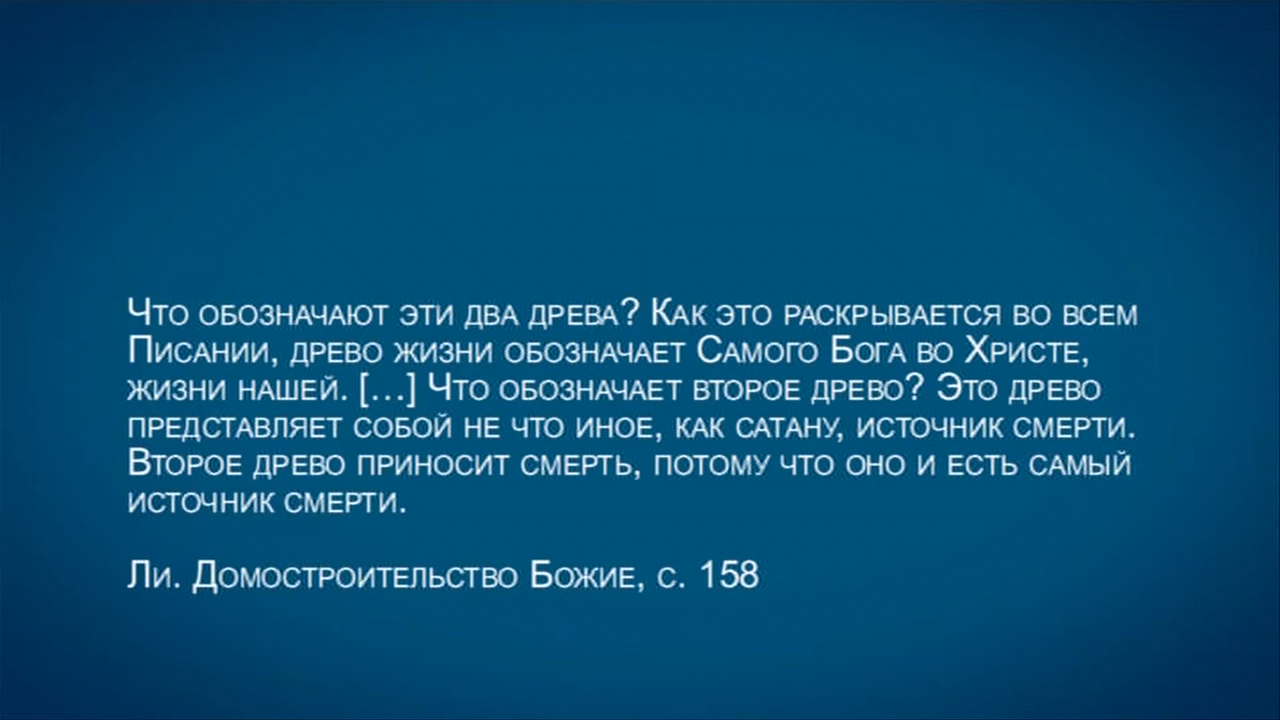 Что обозначают эти два древа? Как это раскрывается во всем
Писании, древо жизни обозначает Самого Бога во Христе,
жизни нашей. […] Что обозначает второе древо? Это древо
представляет собой не что иное, как сатану, источник смерти.
Второе древо приносит смерть, потому что оно и есть самый
источник смерти.
Ли. Домостроительство Божие, с. 158